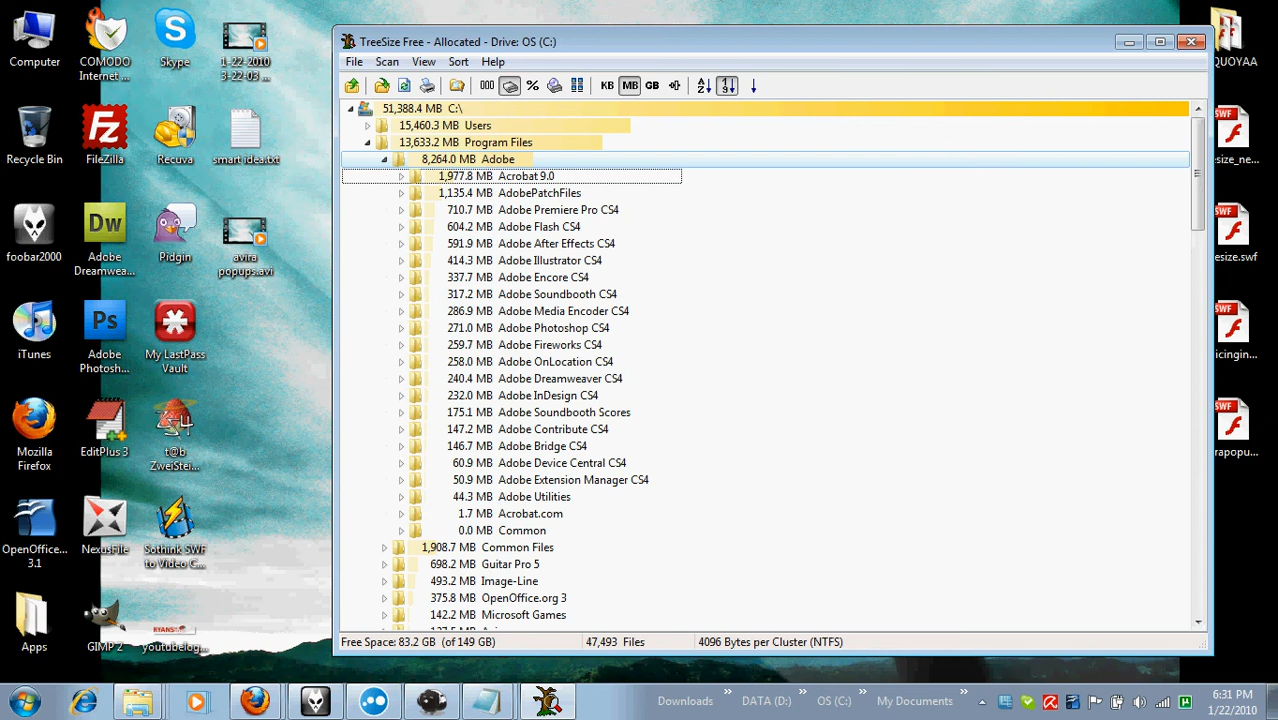 Computer
COMODO
Internet ...
Skype
1-22-2010
3-22-03 ...
Recycle Bin
FileZilla
Recuva
smart idea.txt
foobar2000
Dw
Adobe
Dreamwea...
Pidgin
avira
popups.avi
iTunes
Ps
Adobe
Photosh...
My LastPass
Vault
Mozilla
Firefox
EditPlus 3
t@b
ZweiStei...
OpenOffice...
3.1
NexusFile
Sothink SWF
to Video C...
Apps
GIMP 2
youtubelog...
TreeSize Free - Allocated - Drive: OS (C:)
File Scan View Sort Help
% KB MB GB
51,388.4 MB C:\
15,460.3 MB Users
13,633.2 MB Program Files
8,264.0 MB Adobe
1,977.8 MB Acrobat 9.0
1,135.4 MB AdobePatchFiles
710.7 MB Adobe Premiere Pro CS4
604.2 MB Adobe Flash CS4
591.9 MB Adobe After Effects CS4
414.3 MB Adobe Illustrator CS4
337.7 MB Adobe Encore CS4
317.2 MB Adobe Soundbooth CS4
286.9 MB Adobe Media Encoder CS4
271.0 MB Adobe Photoshop CS4
259.7 MB Adobe Fireworks CS4
258.0 MB Adobe OnLocation CS4
240.4 MB Adobe Dreamweaver CS4
232.0 MB Adobe InDesign CS4
175.1 MB Adobe Soundbooth Scores
147.2 MB Adobe Contribute CS4
146.7 MB Adobe Bridge CS4
60.9 MB Adobe Device Central CS4
50.9 MB Adobe Extension Manager CS4
44.3 MB Adobe Utilities
1.7 MB Acrobat.com
0.0 MB Common
1,908.7 MB Common Files
698.2 MB Guitar Pro 5
493.2 MB Image-Line
375.8 MB OpenOffice.org 3
142.2 MB Microsoft Games
Free Space: 83.2 GB (of 149 GB) 47,493 Files 4096 Bytes per Cluster (NTFS)
QUOYAA
SWF
esize_ne...
SWF
esize.swf
SWF
icingin...
SWF
rapopu...
Downloads » DATA (D:) » OS (C:) » My Documents »
6:31 PM
1/22/2010